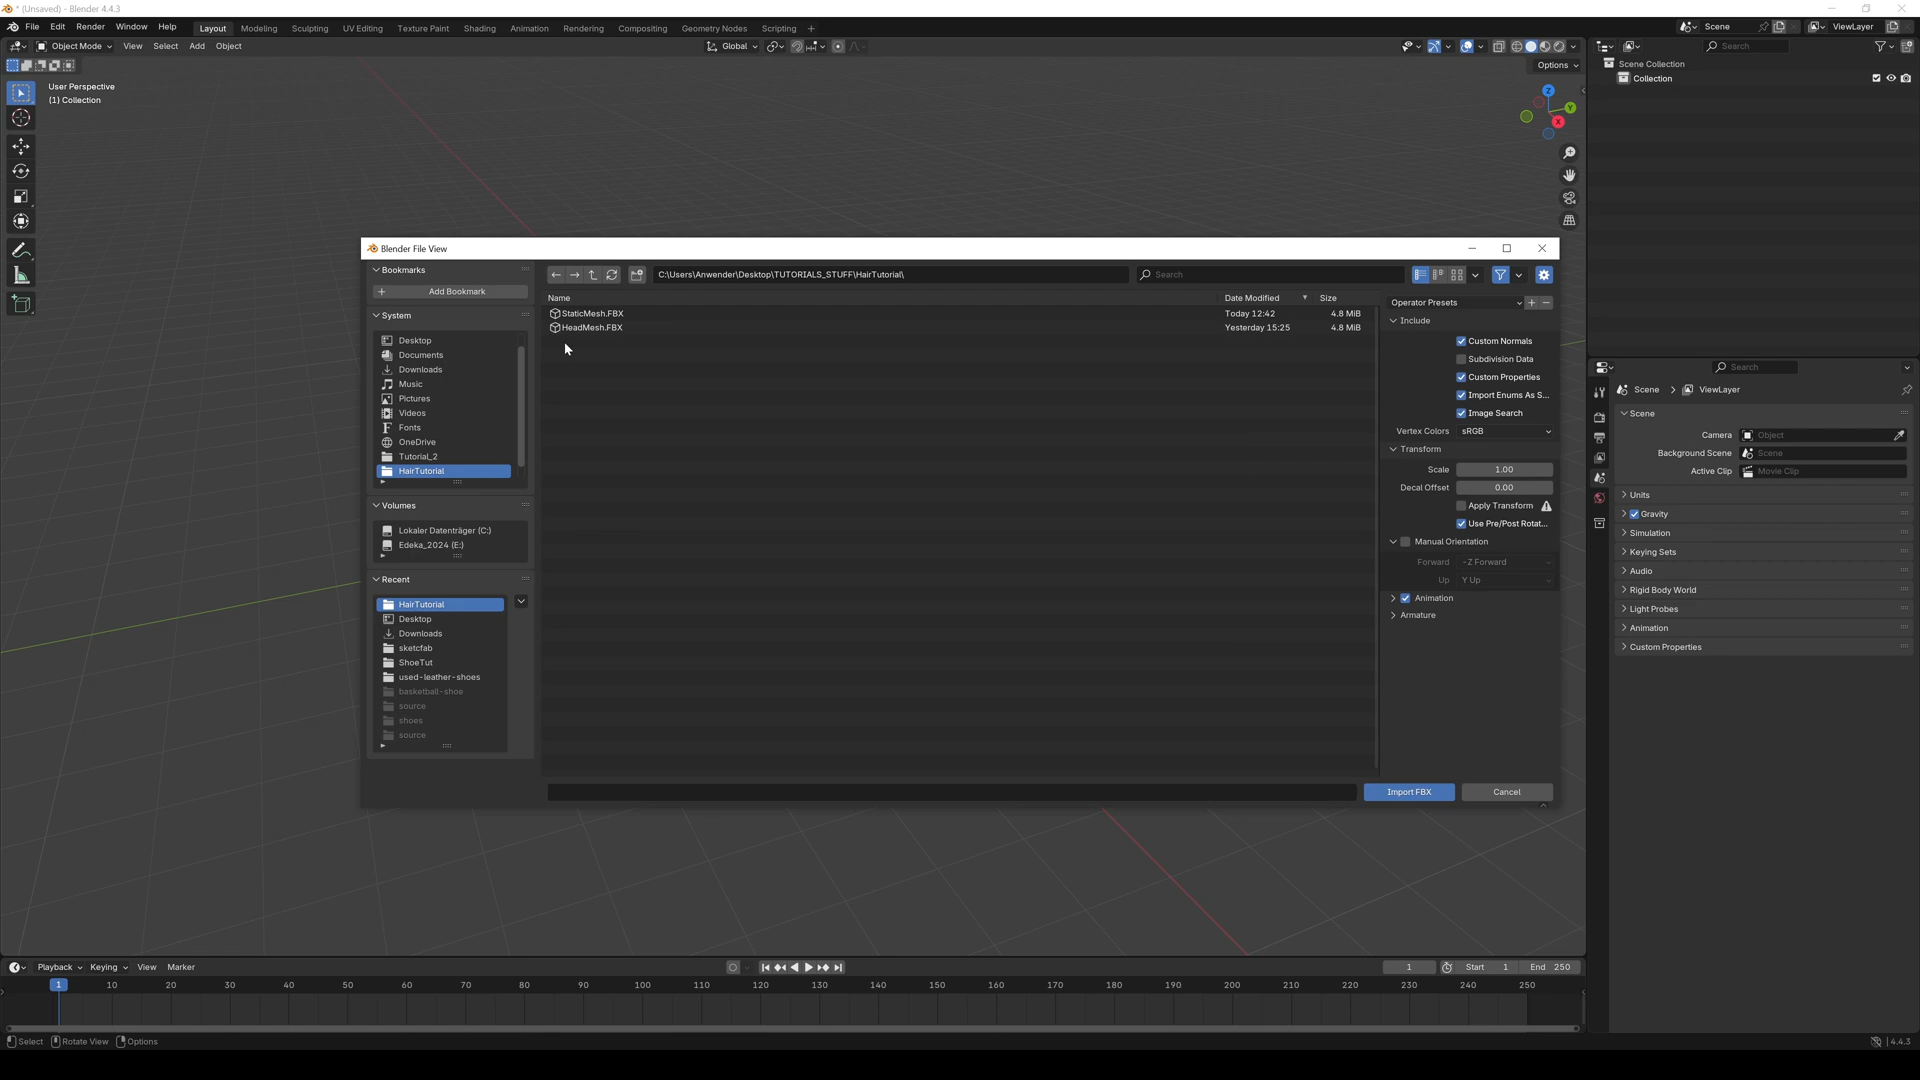 * (Unsaved) - Blender 4.4.3
File Edit Render Window Help Layout Modeling Sculpting UV Editing Texture Paint Shading Animation Rendering Compositing Geometry Nodes Scripting + Scene ViewLayer
Object Mode View Select Add Object Global Search
Options
User Perspective
(1) Collection
Z
Y
X
Scene Collection
Collection
Blender File View
Bookmarks
Add Bookmark
System
Desktop
Documents
Downloads
Music
Pictures
Videos
Fonts
OneDrive
Tutorial_2
HairTutorial
Volumes
Lokaler Datenträger (C:)
Edeka_2024 (E:)
Recent
HairTutorial
Desktop
Downloads
sketcfab
ShoeTut
used-leather-shoes
basketball-shoe
source
shoes
source
C:\Users\Anwender\Desktop\TUTORIALS_STUFF\HairTutorial\ Search
Name Date Modified Size
StaticMesh.FBX Today 12:42 4.8 MiB
HeadMesh.FBX Yesterday 15:25 4.8 MiB
Operator Presets
Include
Custom Normals
Subdivision Data
Custom Properties
Import Enums As S...
Image Search
Vertex Colors sRGB
Transform
Scale 1.00
Decal Offset 0.00
Apply Transform
Use Pre/Post Rotat...
Manual Orientation
Forward -Z Forward
Up Y Up
Animation
Armature
Import FBX Cancel
Search
Scene > ViewLayer
Scene
Camera Object
Background Scene Scene
Active Clip Movie Clip
Units
Gravity
Simulation
Keying Sets
Audio
Rigid Body World
Light Probes
Animation
Custom Properties
Playback Keying View Marker 1 Start 1 End 250
1 10 20 30 40 50 60 70 80 90 100 110 120 130 140 150 160 170 180 190 200 210 220 230 240 250
Select Rotate View Options 4.4.3